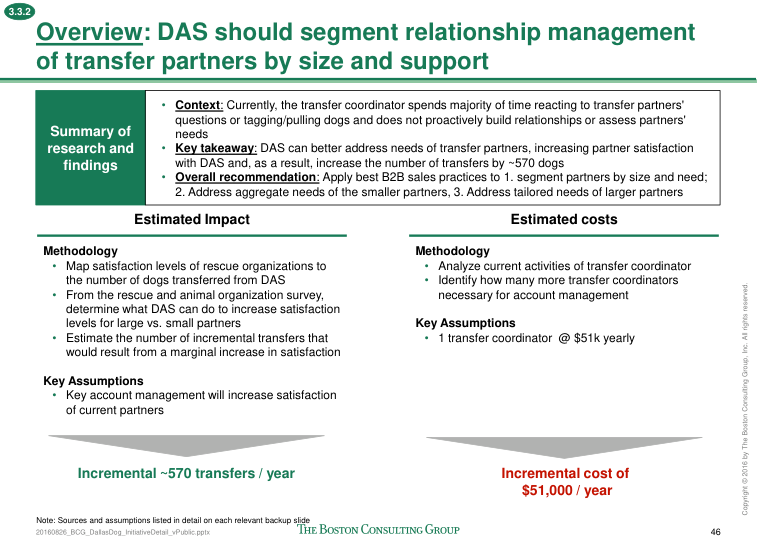 3.3.2
Overview: DAS should segment relationship management
of transfer partners by size and support
Summary of
research and
findings
• Context: Currently, the transfer coordinator spends majority of time reacting to transfer partners'
questions or tagging/pulling dogs and does not proactively build relationships or assess partners'
needs
• Key takeaway: DAS can better address needs of transfer partners, increasing partner satisfaction
with DAS and, as a result, increase the number of transfers by ~570 dogs
• Overall recommendation: Apply best B2B sales practices to 1. segment partners by size and need;
2. Address aggregate needs of the smaller partners, 3. Address tailored needs of larger partners
Estimated Impact
Methodology
• Map satisfaction levels of rescue organizations to
the number of dogs transferred from DAS
• From the rescue and animal organization survey,
determine what DAS can do to increase satisfaction
levels for large vs. small partners
• Estimate the number of incremental transfers that
would result from a marginal increase in satisfaction
Key Assumptions
• Key account management will increase satisfaction
of current partners
Incremental ~570 transfers / year
Estimated costs
Methodology
• Analyze current activities of transfer coordinator
• Identify how many more transfer coordinators
necessary for account management
Key Assumptions
• 1 transfer coordinator @ $51k yearly
Incremental cost of
$51,000 / year
Note: Sources and assumptions listed in detail on each relevant backup slide
20160826_BCG_DallasDog_InitiativeDetail_vPublic.pptx
THE BOSTON CONSULTING GROUP
46
Copyright © 2016 by The Boston Consulting Group, Inc. All rights reserved.